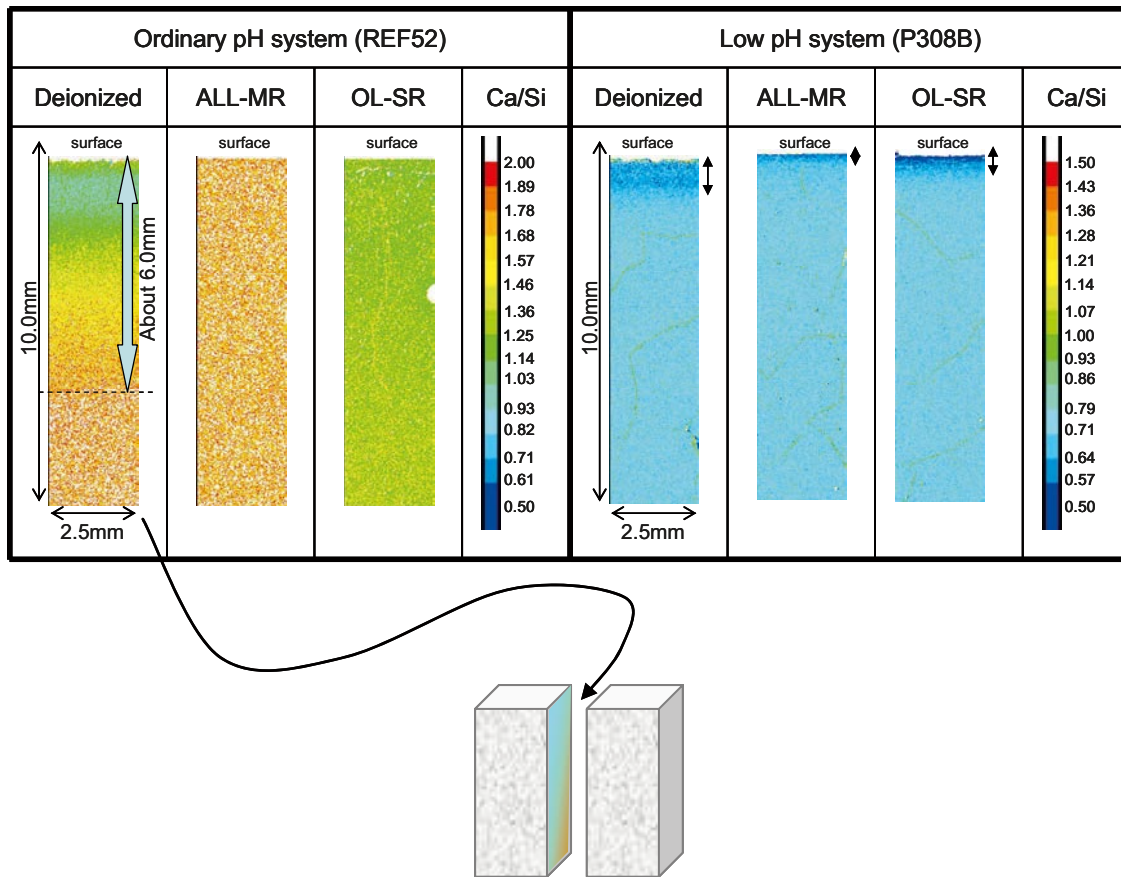 Ordinary pH system (REF52)
Low pH system (P308B)
Deionized
ALL-MR
OL-SR
Ca/Si
Deionized
ALL-MR
OL-SR
Ca/Si
surface
surface
surface
surface
surface
surface
10.0mm
About 6.0mm
2.5mm
2.00
1.89
1.78
1.68
1.57
1.46
1.36
1.25
1.14
1.03
0.93
0.82
0.71
0.61
0.50
10.0mm
2.5mm
1.50
1.43
1.36
1.28
1.21
1.14
1.07
1.00
0.93
0.86
0.79
0.71
0.64
0.57
0.50